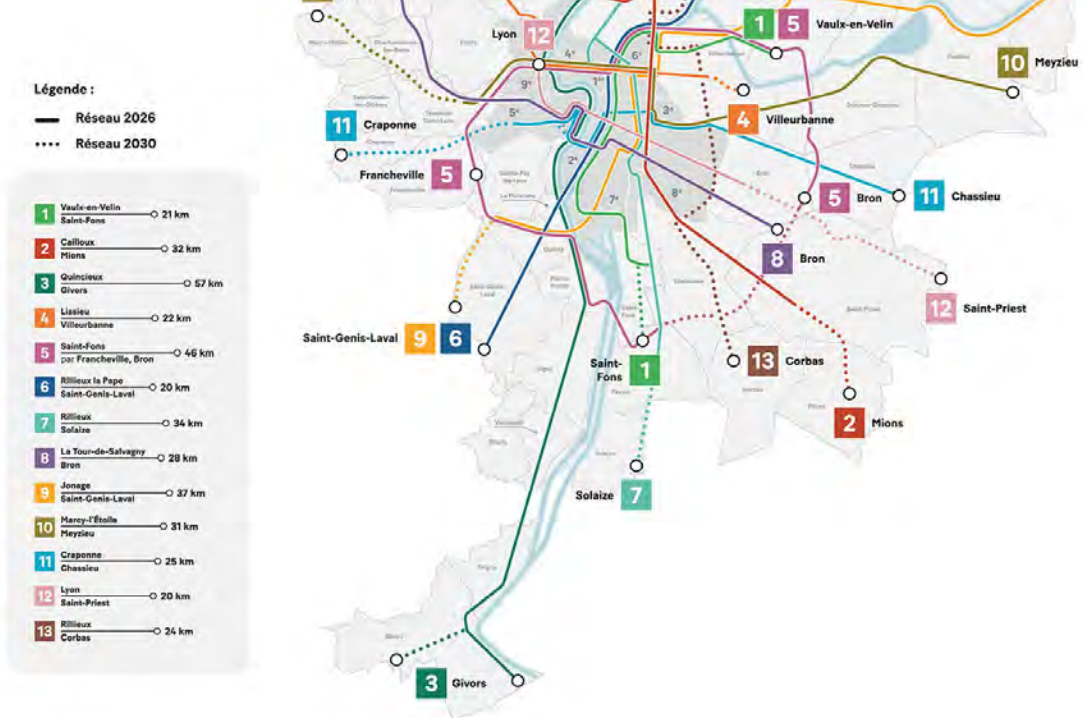 1
5
Vaulx-en-Velin
Lyon
12
4ᵉ
6ᵉ
10
Meyzieu
Légende :
Réseau 2026
Réseau 2030
9ᵉ
1ᵉʳ
5ᵉ
3ᵉ
4
Villeurbanne
11
Craponne
2ᵉ
Francheville
5
7ᵉ
8ᵉ
5
Bron
11
Chassieu
8
Bron
12
Saint-Priest
Saint-Genis-Laval
9
6
Saint-
Fons
1
13
Corbas
2
Mions
Solaize
7
3
Givors
1
Vaulx-en-Velin
Saint-Fons
21 km
2
Cailloux
Mions
32 km
3
Quincieux
Givors
57 km
4
Lissieu
Villeurbanne
22 km
5
Saint-Fons
par Francheville, Bron
46 km
6
Rillieux la Pape
Saint-Genis-Laval
20 km
7
Rillieux
Solaize
34 km
8
La Tour-de-Salvagny
Bron
28 km
9
Jonage
Saint-Genis-Laval
37 km
10
Marcy-l'Étoile
Meyzieu
31 km
11
Craponne
Chassieu
25 km
12
Lyon
Saint-Priest
20 km
13
Rillieux
Corbas
24 km